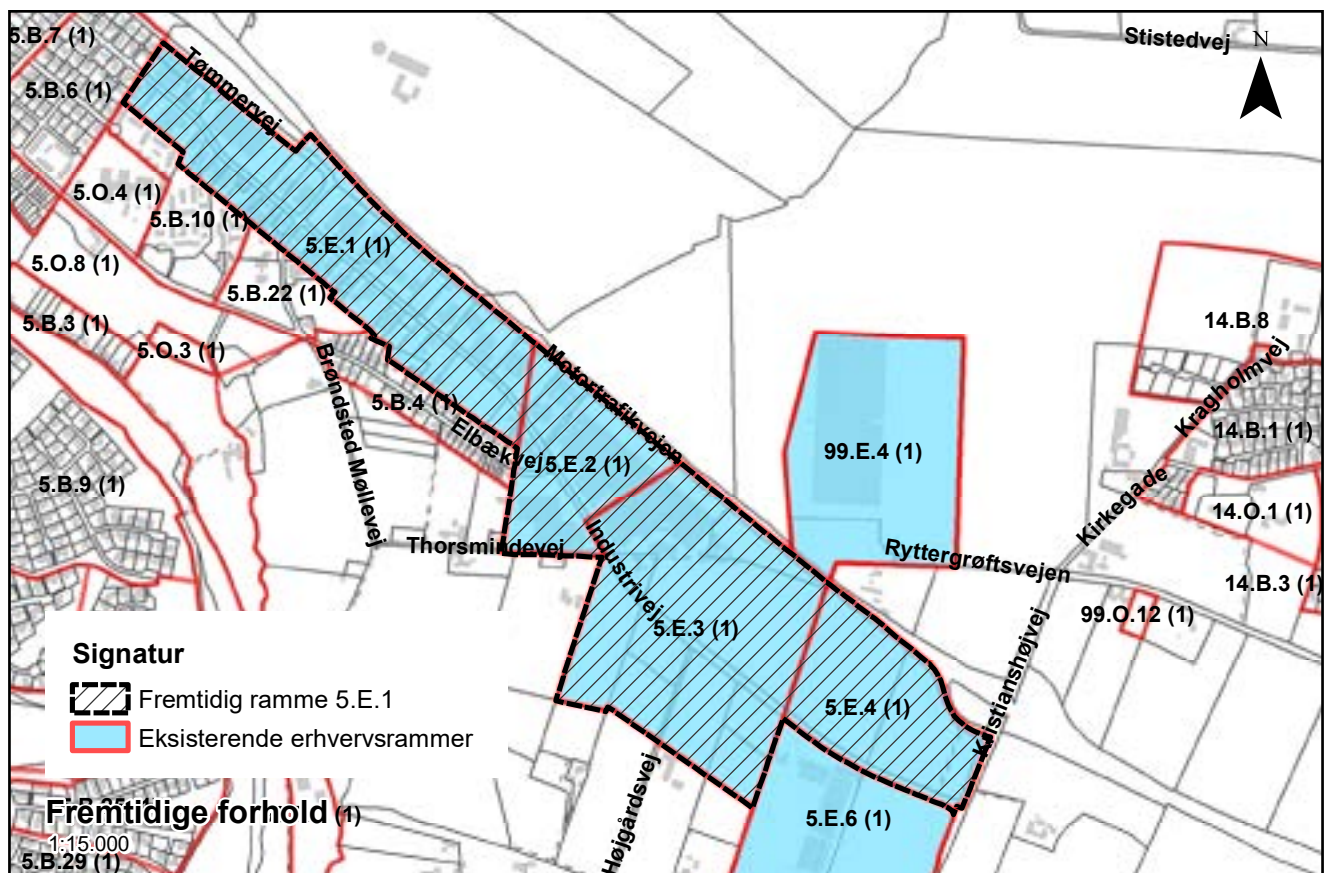 5.B.7 (1)
Tømmervej
Stistedvej
N
5.B.6 (1)
5.O.4 (1)
5.B.10 (1)
5.E.1 (1)
5.O.8 (1)
5.B.22 (1)
5.B.3 (1)
5.O.3 (1)
14.B.8
Brøndsted Møllevej
Motortrafikvejen
Kragholmvej
5.B.4 (1)
Elbækvej
5.E.2 (1)
99.E.4 (1)
14.B.1 (1)
5.B.9 (1)
Kirkegade
14.O.1 (1)
Thorsmindevej
Industrivej
Ryttergrøftsvejen
14.B.3 (1)
99.O.12 (1)
5.E.3 (1)
Signatur
Fremtidig ramme 5.E.1
5.E.4 (1)
Kristianshøjvej
Eksisterende erhvervsrammer
Højgårdsvej
Fremtidige forhold
(1)
5.E.6 (1)
1:15.000
5.B.29 (1)